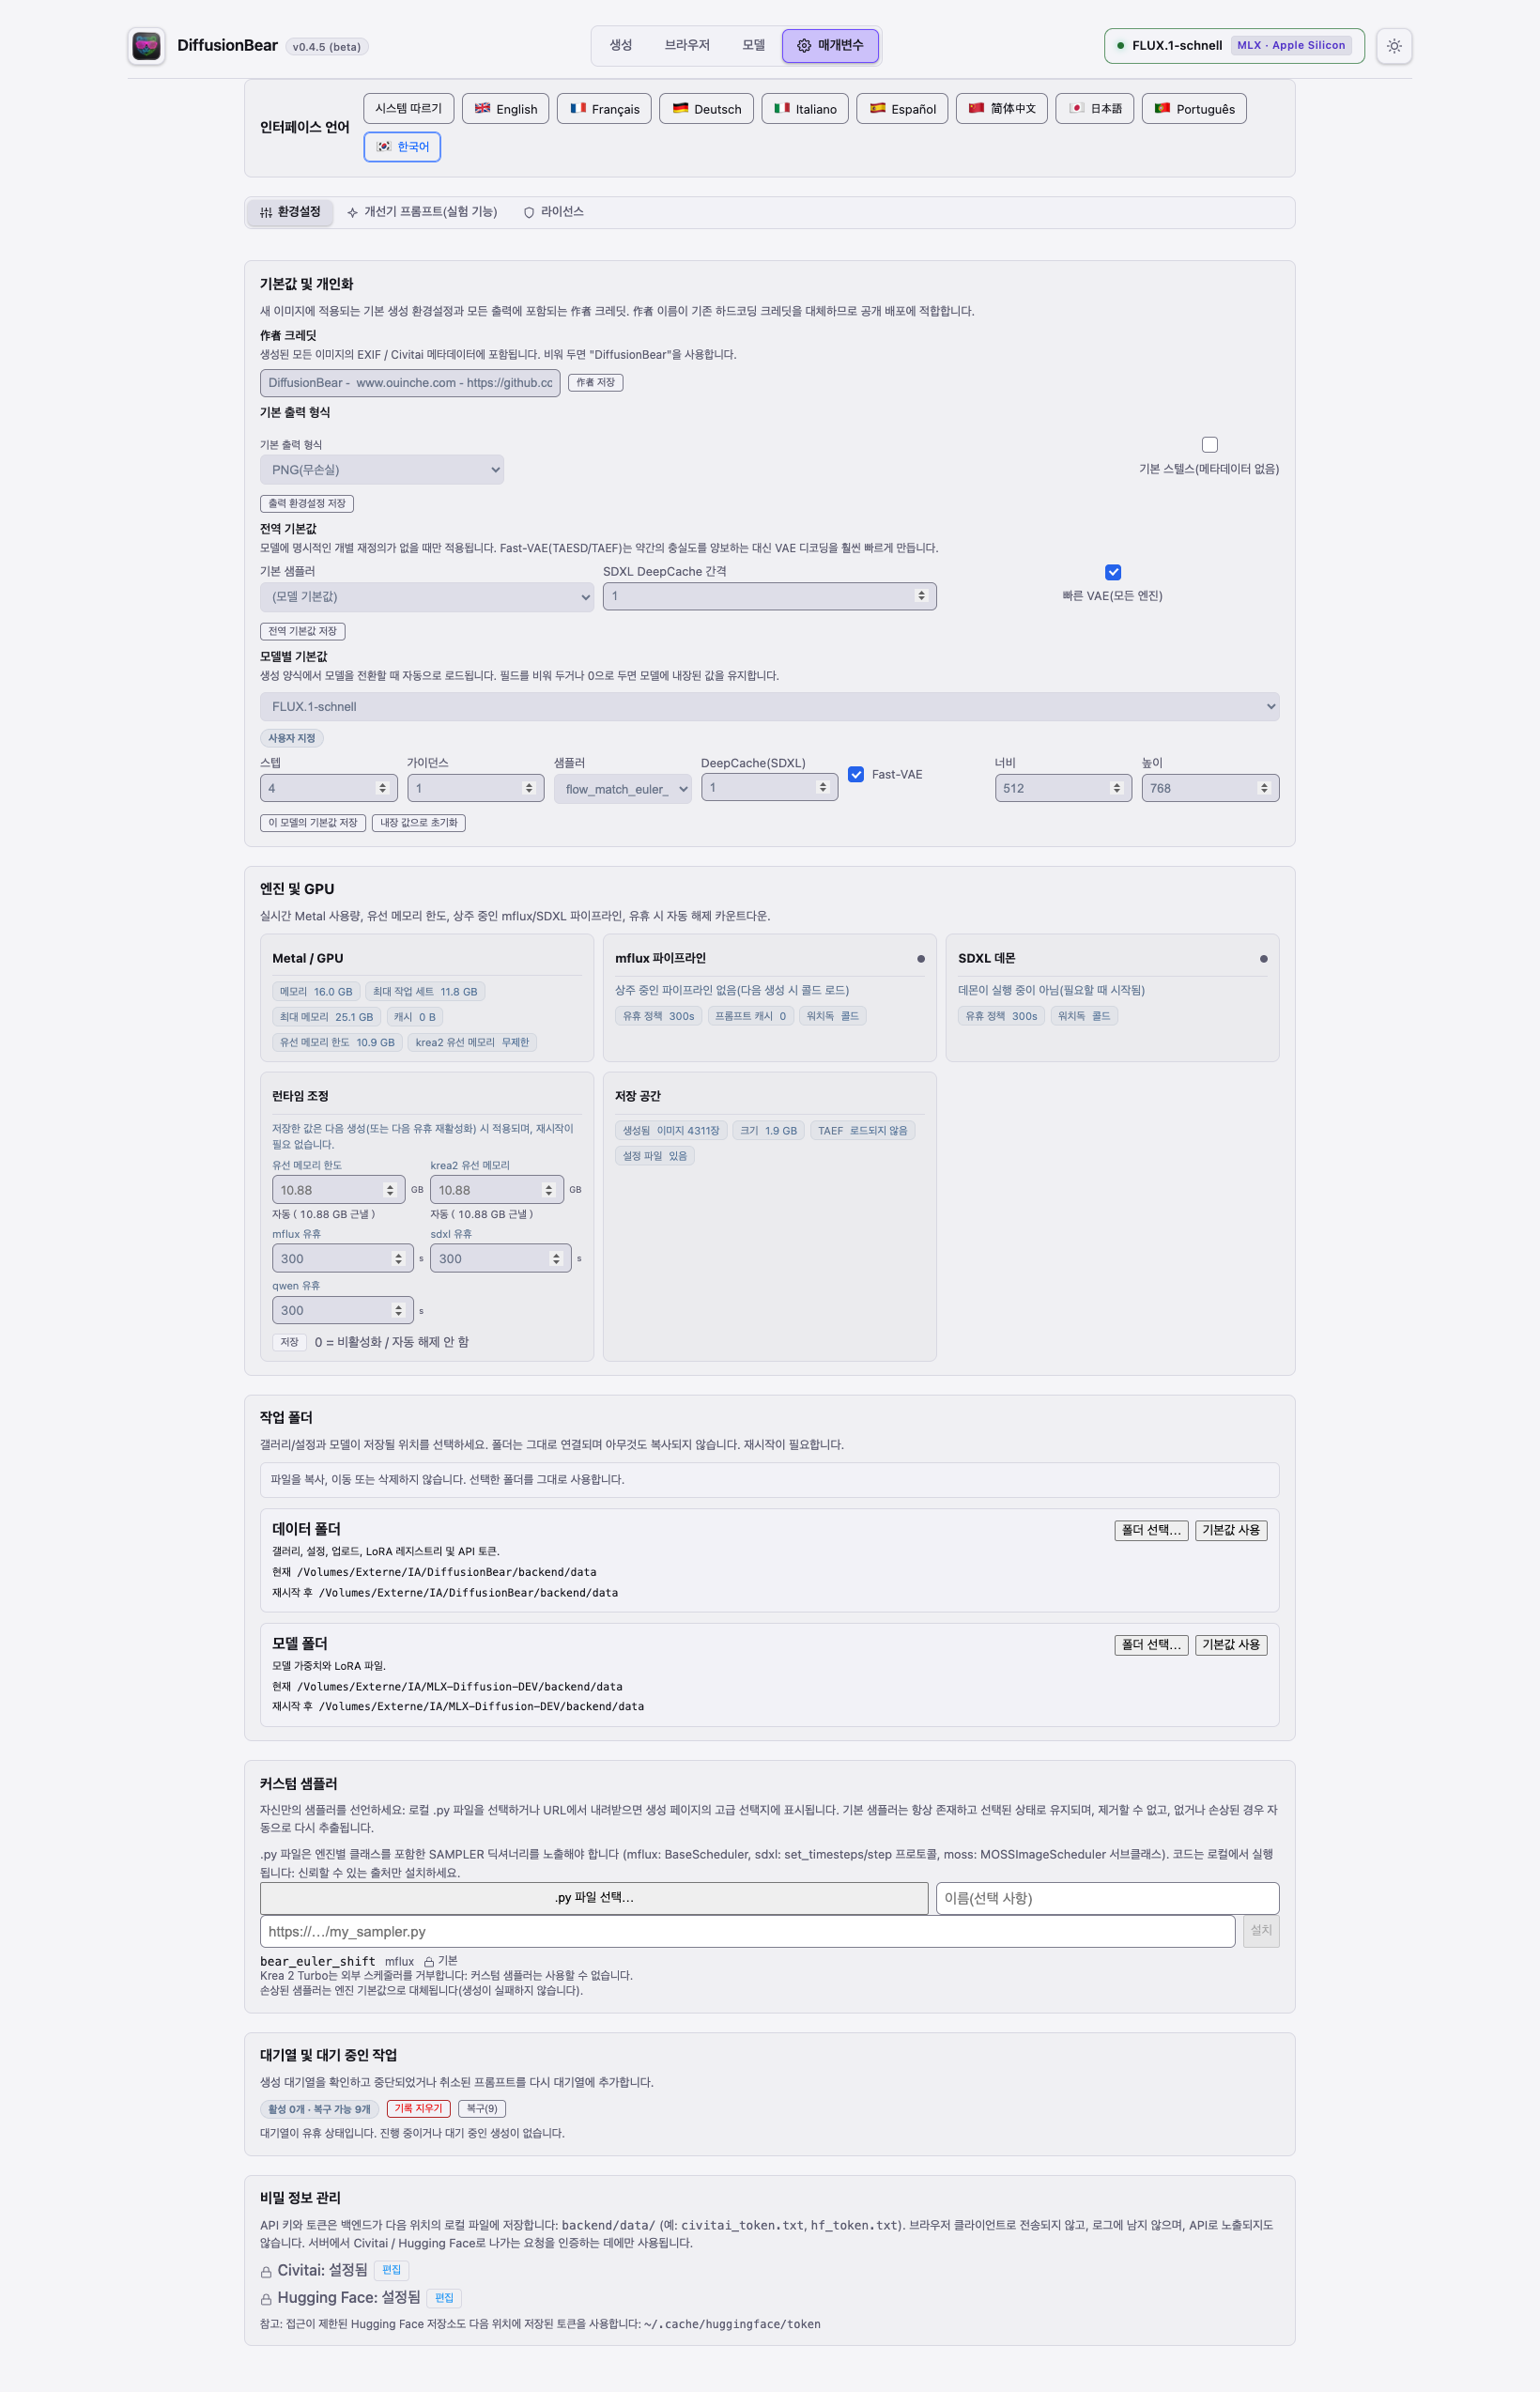 DiffusionBear v0.4.5 (beta)
생성 브라우저 모델 매개변수
FLUX.1-schnell MLX · Apple Silicon
인터페이스 언어
시스템 따르기 English Français Deutsch Italiano Español 简体中文 日本語 Português
한국어
환경설정 개선기 프롬프트(실험 기능) 라이선스
기본값 및 개인화
새 이미지에 적용되는 기본 생성 환경설정과 모든 출력에 포함되는 作者 크레딧. 作者 이름이 기존 하드코딩 크레딧을 대체하므로 공개 배포에 적합합니다.
作者 크레딧
생성된 모든 이미지의 EXIF / Civitai 메타데이터에 포함됩니다. 비워 두면 "DiffusionBear"을 사용합니다.
DiffusionBear - www.ouinche.com - https://github.cc 作者 저장
기본 출력 형식
기본 출력 형식
PNG(무손실) 기본 스텔스(메타데이터 없음)
출력 환경설정 저장
전역 기본값
모델에 명시적인 개별 재정의가 없을 때만 적용됩니다. Fast-VAE(TAESD/TAEF)는 약간의 충실도를 양보하는 대신 VAE 디코딩을 훨씬 빠르게 만듭니다.
기본 샘플러 SDXL DeepCache 간격
(모델 기본값) 1 빠른 VAE(모든 엔진)
전역 기본값 저장
모델별 기본값
생성 양식에서 모델을 전환할 때 자동으로 로드됩니다. 필드를 비워 두거나 0으로 두면 모델에 내장된 값을 유지합니다.
FLUX.1-schnell
사용자 지정
스텝 가이던스 샘플러 DeepCache(SDXL) Fast-VAE 너비 높이
4 1 flow_match_euler_ 1 512 768
이 모델의 기본값 저장 내장 값으로 초기화
엔진 및 GPU
실시간 Metal 사용량, 유선 메모리 한도, 상주 중인 mflux/SDXL 파이프라인, 유휴 시 자동 해제 카운트다운.
Metal / GPU
메모리 16.0 GB 최대 작업 세트 11.8 GB
최대 메모리 25.1 GB 캐시 0 B
유선 메모리 한도 10.9 GB krea2 유선 메모리 무제한
mflux 파이프라인
상주 중인 파이프라인 없음(다음 생성 시 콜드 로드)
유휴 정책 300s 프롬프트 캐시 0 워치독 콜드
SDXL 데몬
데몬이 실행 중이 아님(필요할 때 시작됨)
유휴 정책 300s 워치독 콜드
런타임 조정
저장한 값은 다음 생성(또는 다음 유휴 재활성화) 시 적용되며, 재시작이
필요 없습니다.
유선 메모리 한도 krea2 유선 메모리
10.88 GB 10.88 GB
자동 ( 10.88 GB 근낼 ) 자동 ( 10.88 GB 근낼 )
mflux 유휴 sdxl 유휴
300 s 300 s
qwen 유휴
300 s
저장 0 = 비활성화 / 자동 해제 안 함
저장 공간
생성됨 이미지 4311장 크기 1.9 GB TAEF 로드되지 않음
설정 파일 있음
작업 폴더
갤러리/설정과 모델이 저장될 위치를 선택하세요. 폴더는 그대로 연결되며 아무것도 복사되지 않습니다. 재시작이 필요합니다.
파일을 복사, 이동 또는 삭제하지 않습니다. 선택한 폴더를 그대로 사용합니다.
데이터 폴더 폴더 선택… 기본값 사용
갤러리, 설정, 업로드, LoRA 레지스트리 및 API 토큰.
현재 /Volumes/Externe/IA/DiffusionBear/backend/data
재시작 후 /Volumes/Externe/IA/DiffusionBear/backend/data
모델 폴더 폴더 선택… 기본값 사용
모델 가중치와 LoRA 파일.
현재 /Volumes/Externe/IA/MLX-Diffusion-DEV/backend/data
재시작 후 /Volumes/Externe/IA/MLX-Diffusion-DEV/backend/data
커스텀 샘플러
자신만의 샘플러를 선언하세요: 로컬 .py 파일을 선택하거나 URL에서 내려받으면 생성 페이지의 고급 선택지에 표시됩니다. 기본 샘플러는 항상 존재하고 선택된 상태로 유지되며, 제거할 수 없고, 없거나 손상된 경우 자
동으로 다시 추출됩니다.
.py 파일은 엔진별 클래스를 포함한 SAMPLER 딕셔너리를 노출해야 합니다 (mflux: BaseScheduler, sdxl: set_timesteps/step 프로토콜, moss: MOSSImageScheduler 서브클래스). 코드는 로컬에서 실행
됩니다: 신뢰할 수 있는 출처만 설치하세요.
.py 파일 선택… 이름(선택 사항)
https://…/my_sampler.py 설치
bear_euler_shift mflux 기본
Krea 2 Turbo는 외부 스케줄러를 거부합니다: 커스텀 샘플러는 사용할 수 없습니다.
손상된 샘플러는 엔진 기본값으로 대체됩니다(생성이 실패하지 않습니다).
대기열 및 대기 중인 작업
생성 대기열을 확인하고 중단되었거나 취소된 프롬프트를 다시 대기열에 추가합니다.
활성 0개 · 복구 가능 9개 기록 지우기 복구(9)
대기열이 유휴 상태입니다. 진행 중이거나 대기 중인 생성이 없습니다.
비밀 정보 관리
API 키와 토큰은 백엔드가 다음 위치의 로컬 파일에 저장합니다: backend/data/ (예: civitai_token.txt, hf_token.txt). 브라우저 클라이언트로 전송되지 않고, 로그에 남지 않으며, API로 노출되지도
않습니다. 서버에서 Civitai / Hugging Face로 나가는 요청을 인증하는 데에만 사용됩니다.
Civitai: 설정됨 편집
Hugging Face: 설정됨 편집
참고: 접근이 제한된 Hugging Face 저장소도 다음 위치에 저장된 토큰을 사용합니다: ~/.cache/huggingface/token